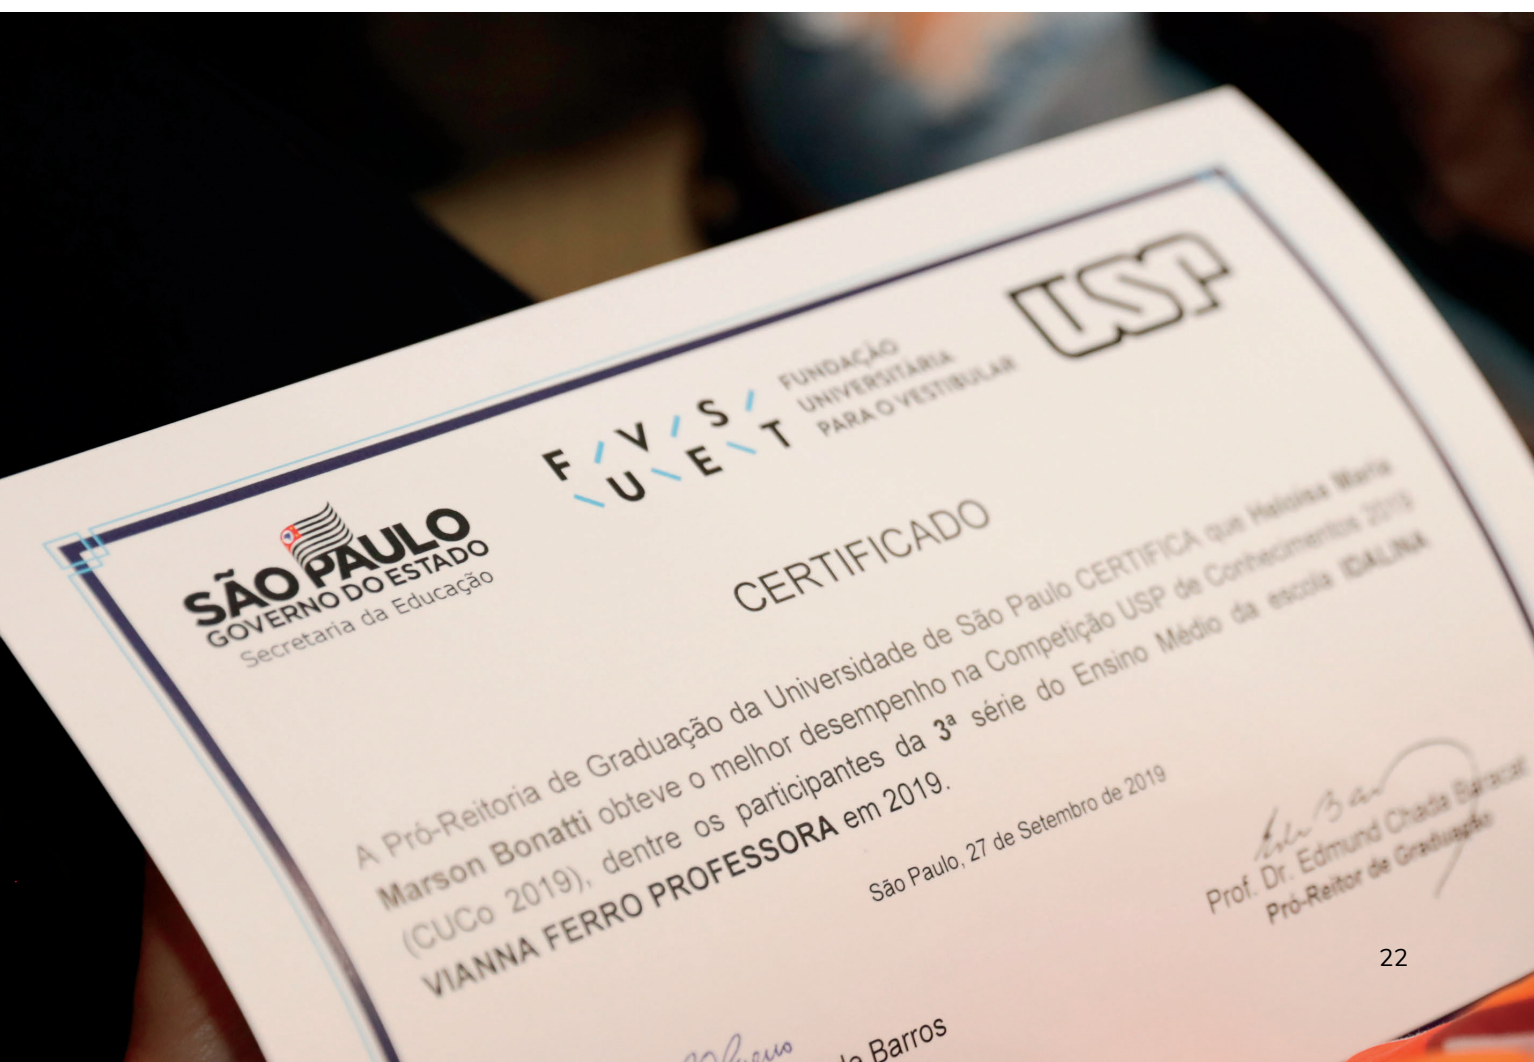 SÃO PAULO
GOVERNO DO ESTADO
Secretaria da Educação
FUVEST
FUNDAÇÃO
UNIVERSITÁRIA
PARA O VESTIBULAR
USP
CERTIFICADO
A Pró-Reitoria de Graduação da Universidade de São Paulo CERTIFICA que Heloisa Maria
Marson Bonatti obteve o melhor desempenho na Competição USP de Conhecimentos 2019
(CUCo 2019), dentre os participantes da 3ª série do Ensino Médio da escola IDALINA
VIANNA FERRO PROFESSORA em 2019.
São Paulo, 27 de Setembro de 2019
Prof. Dr. Edmund Chada Baracat
Pró-Reitor de Graduação
Barros
22